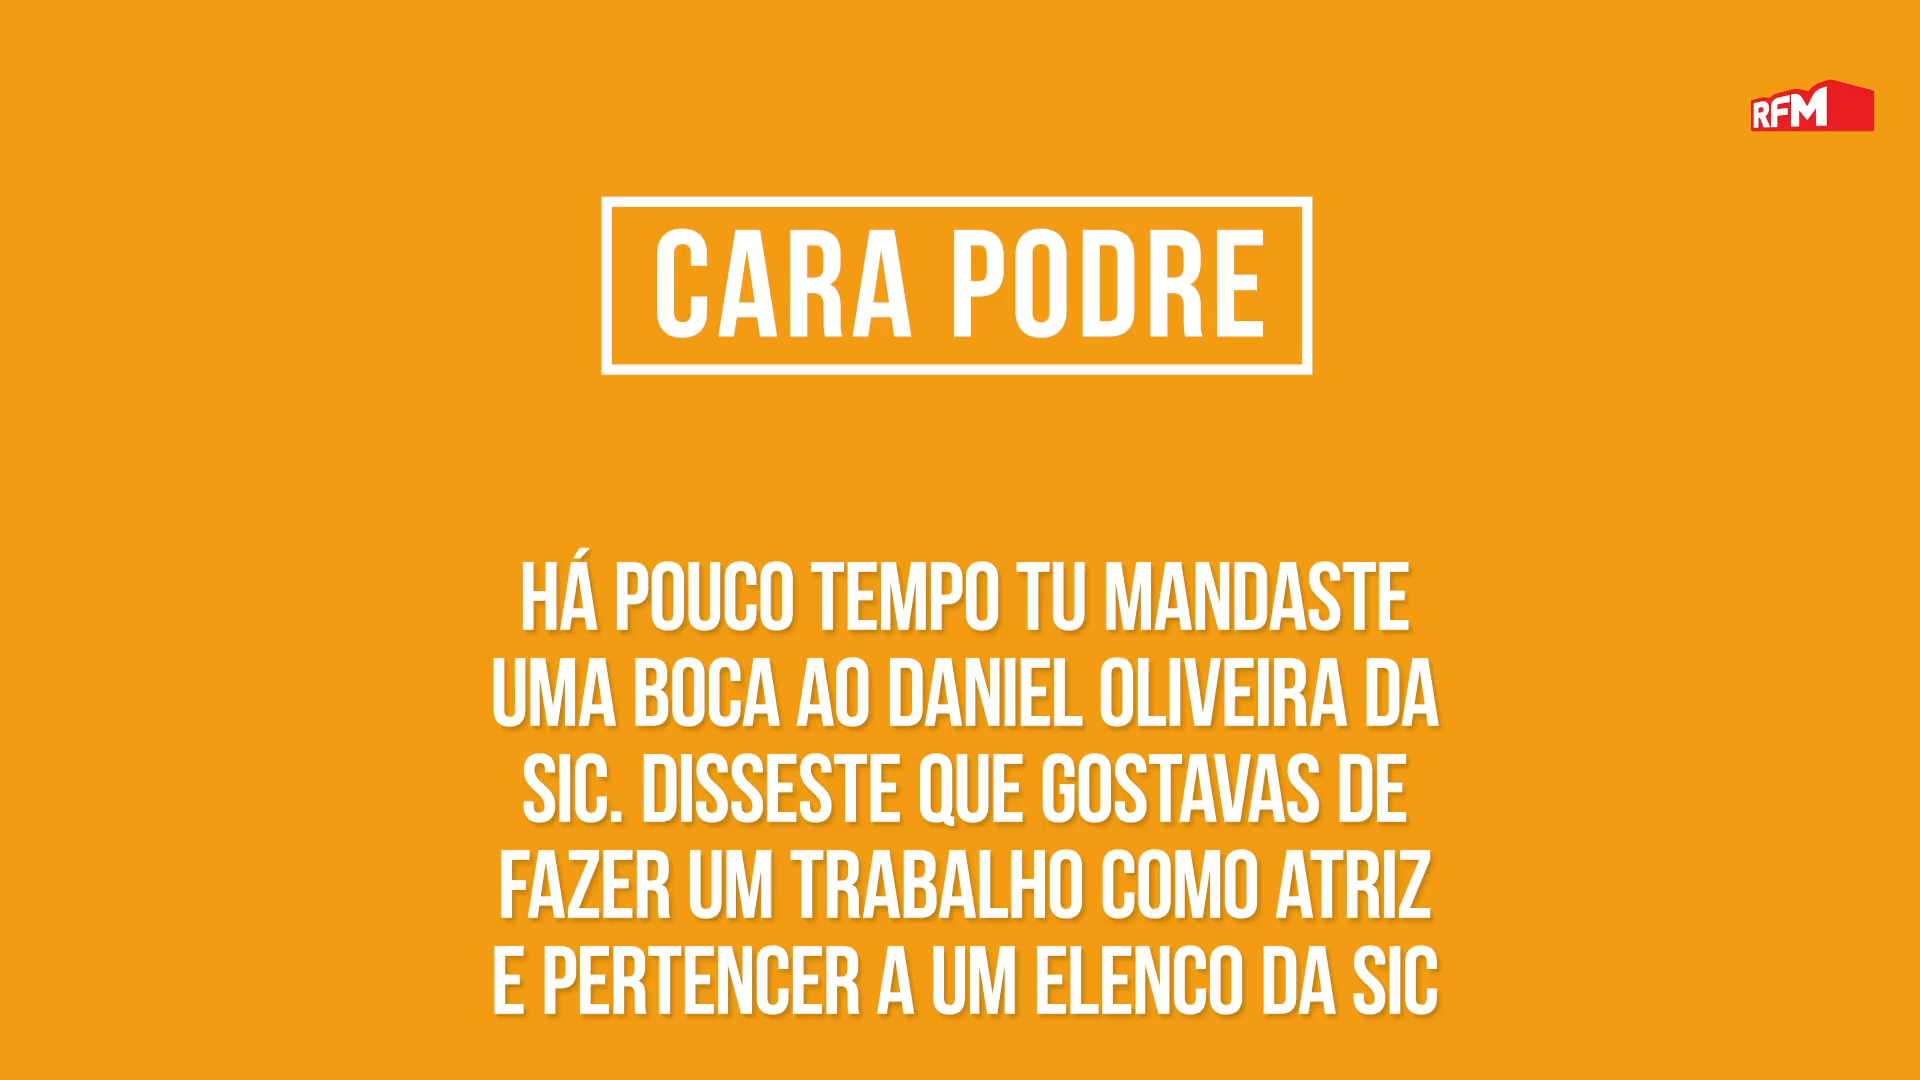 RFM
CARA PODRE
HÁ POUCO TEMPO TU MANDASTE
UMA BOCA AO DANIEL OLIVEIRA DA
SIC. DISSESTE QUE GOSTAVAS DE
FAZER UM TRABALHO COMO ATRIZ
E PERTENCER A UM ELENCO DA SIC